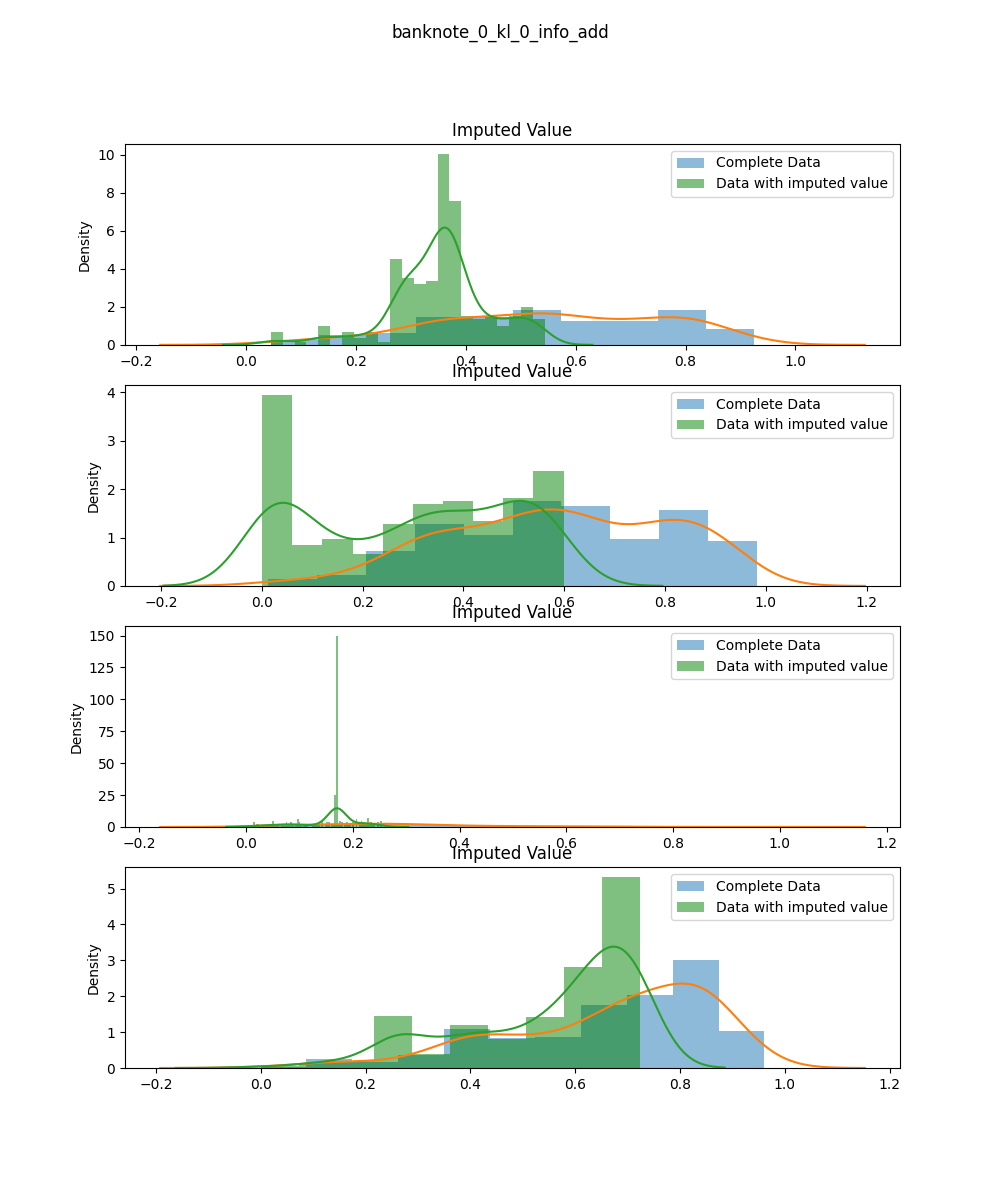 banknote_0_kl_0_info_add
Imputed Value
Density
10
8
6
4
2
0
−0.2 0.0 0.2 0.4 0.6 0.8 1.0
Complete Data
Data with imputed value
Imputed Value
Density
4
3
2
1
0
−0.2 0.0 0.2 0.4 0.6 0.8 1.0 1.2
Complete Data
Data with imputed value
Imputed Value
Density
150
125
100
75
50
25
0
−0.2 0.0 0.2 0.4 0.6 0.8 1.0 1.2
Complete Data
Data with imputed value
Imputed Value
Density
5
4
3
2
1
0
−0.2 0.0 0.2 0.4 0.6 0.8 1.0 1.2
Complete Data
Data with imputed value